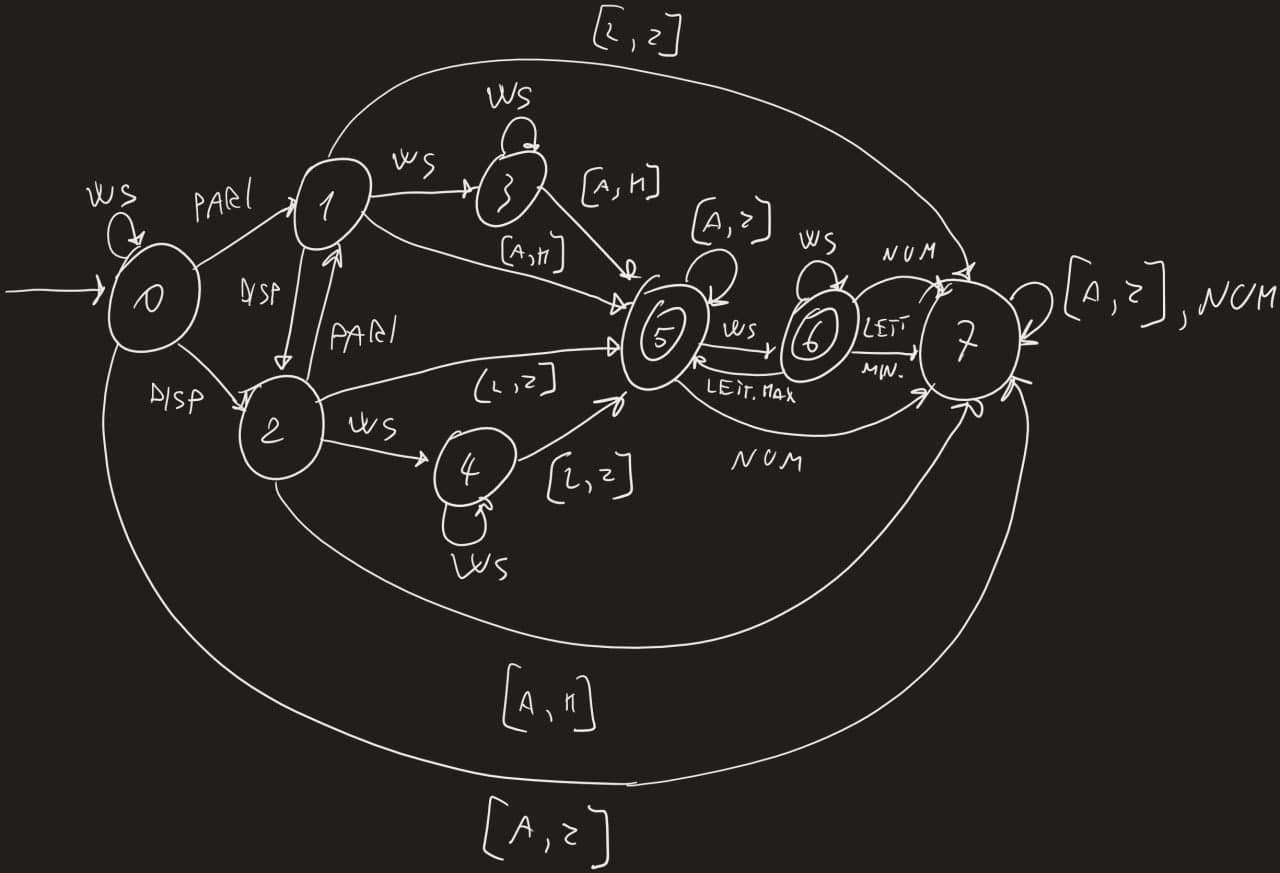 [L, Z]
WS
WS
[A, K]
WS
PARI
1
3
[A, Z]
WS
NUM
[A, K]
0
DISP
5
WS
6
LETT
MIN.
7
[A, Z], NUM
PARI
LETT. MAX
DISP
[L, Z]
2
WS
4
[L, Z]
NUM
WS
[A, K]
[A, Z]